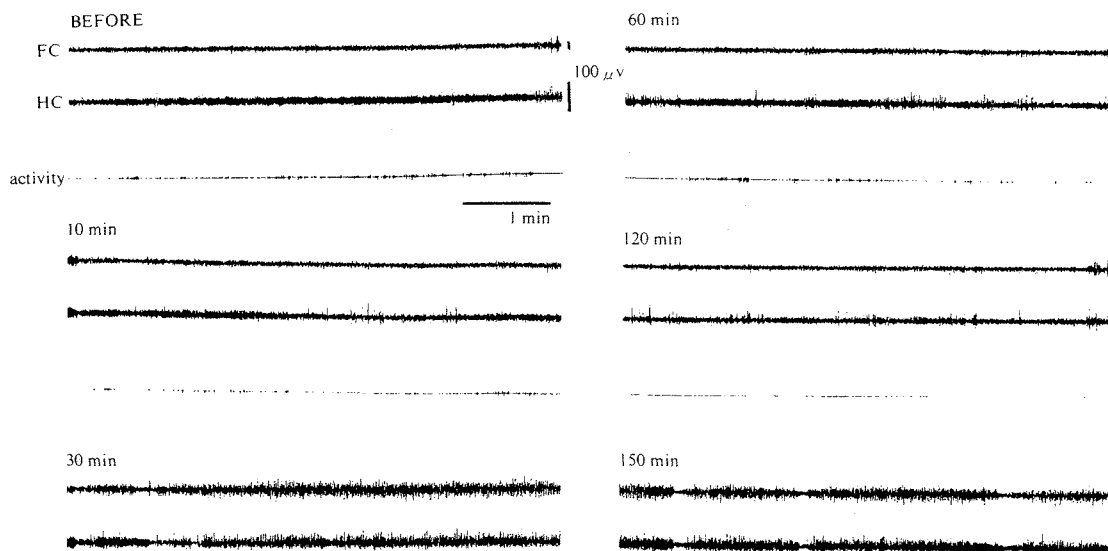 BEFORE
FC
HC
100 μv
activity
1 min
10 min
30 min
60 min
120 min
150 min